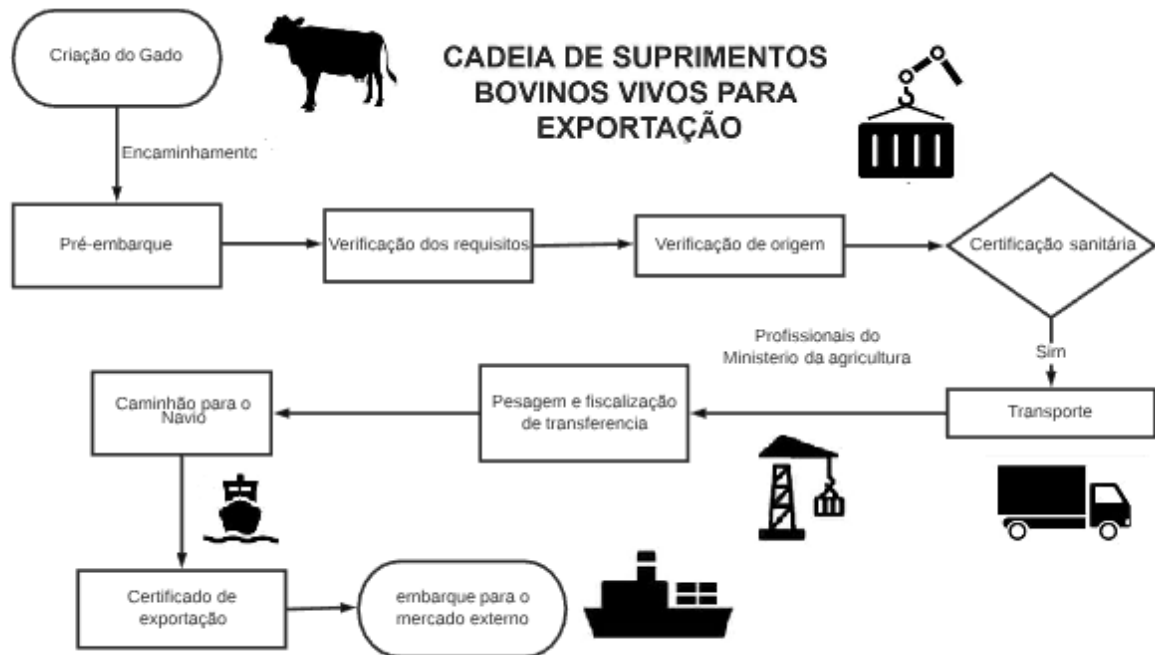 Criação do Gado
CADEIA DE SUPRIMENTOS
BOVINOS VIVOS PARA
EXPORTAÇÃO
Encaminhamento
Pré-embarque
Verificação dos requisitos
Verificação de origem
Certificação sanitária
Sim
Transporte
Profissionais do
Ministerio da agricultura
Pesagem e fiscalização
de transferencia
Caminhão para o
Navio
Certificado de
exportação
embarque para o
mercado externo